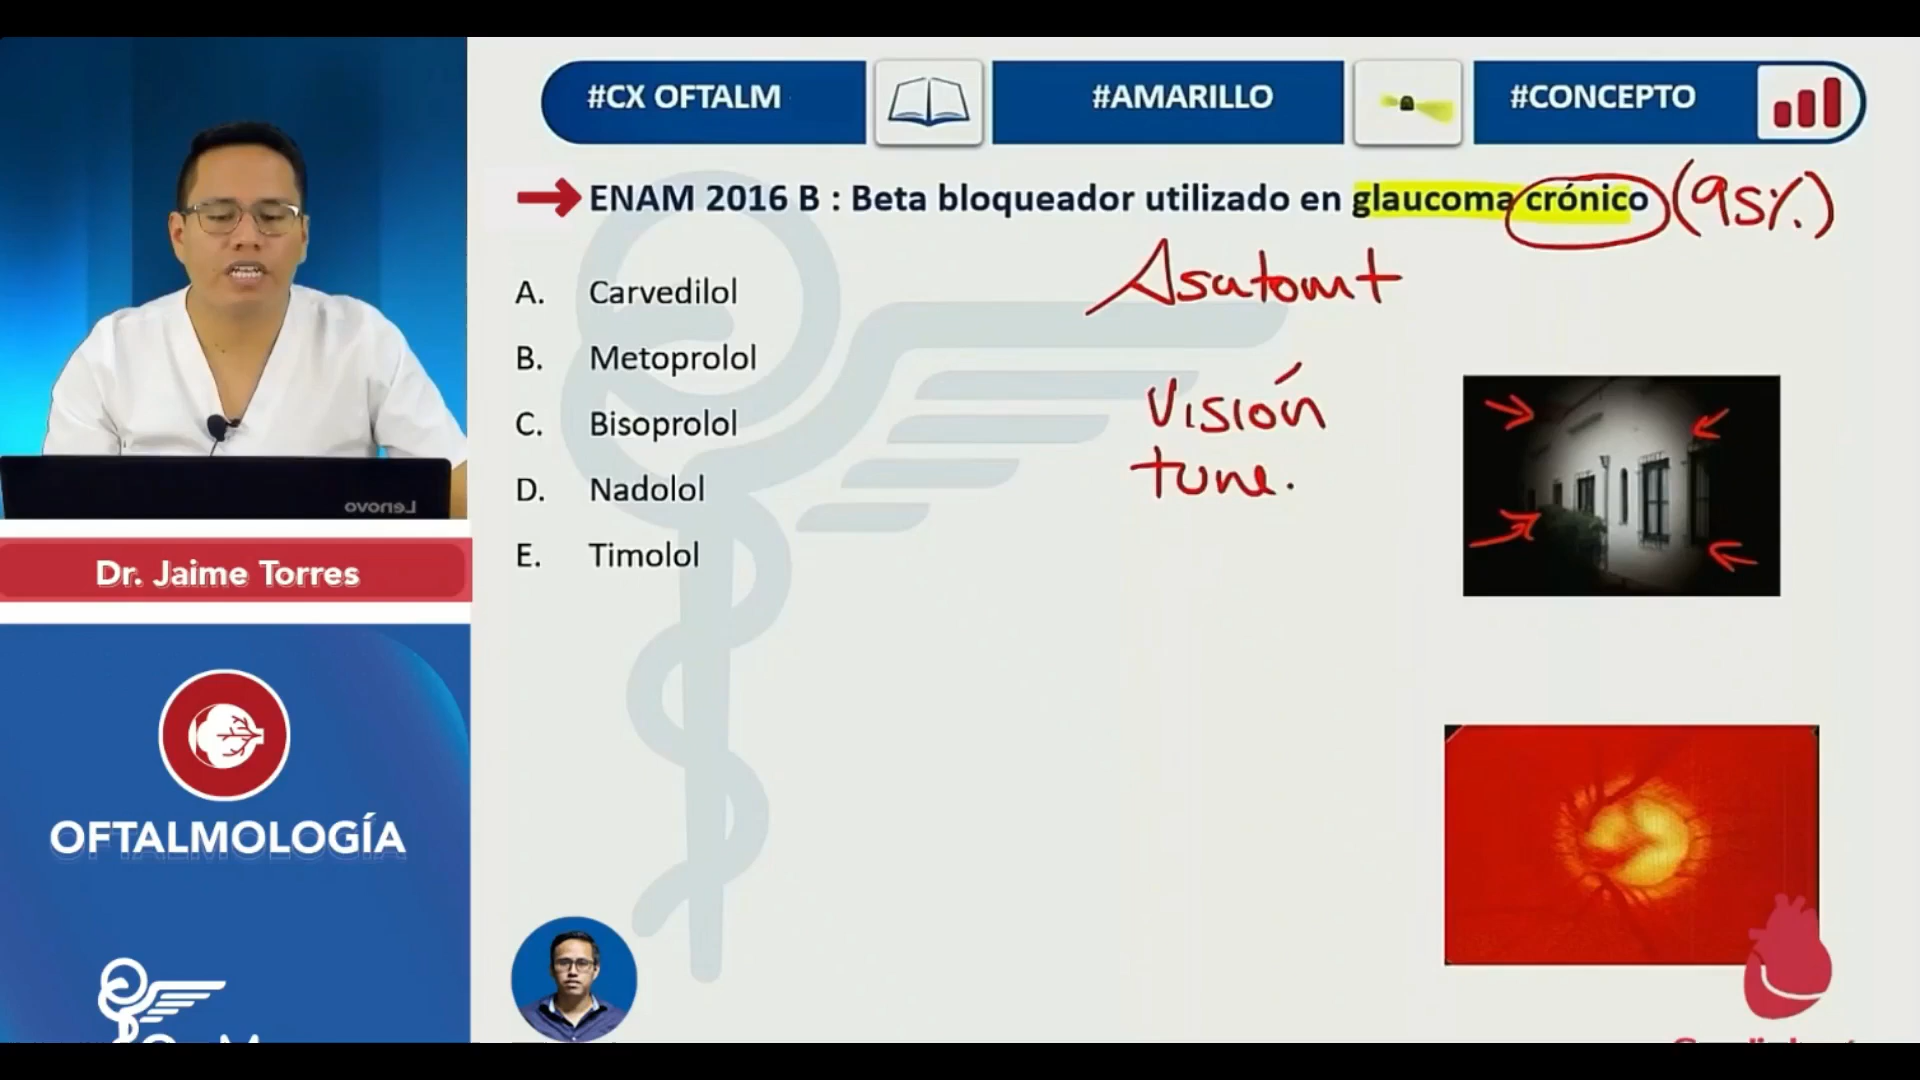 #CX OFTALM
#AMARILLO
#CONCEPTO
ENAM 2016 B : Beta bloqueador utilizado en glaucoma crónico (95%)
Asutomt
A. Carvedilol
B. Metoprolol
C. Bisoprolol
D. Nadolol
E. Timolol
Visión
tune.
Lenovo
Dr. Jaime Torres
OFTALMOLOGÍA